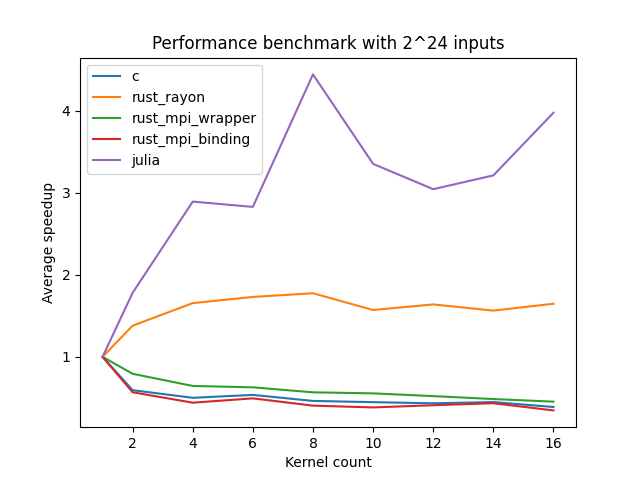 Performance benchmark with 2^24 inputs
c
rust_rayon
rust_mpi_wrapper
rust_mpi_binding
julia
4
3
2
1
Average speedup
2
4
6
8
10
12
14
16
Kernel count